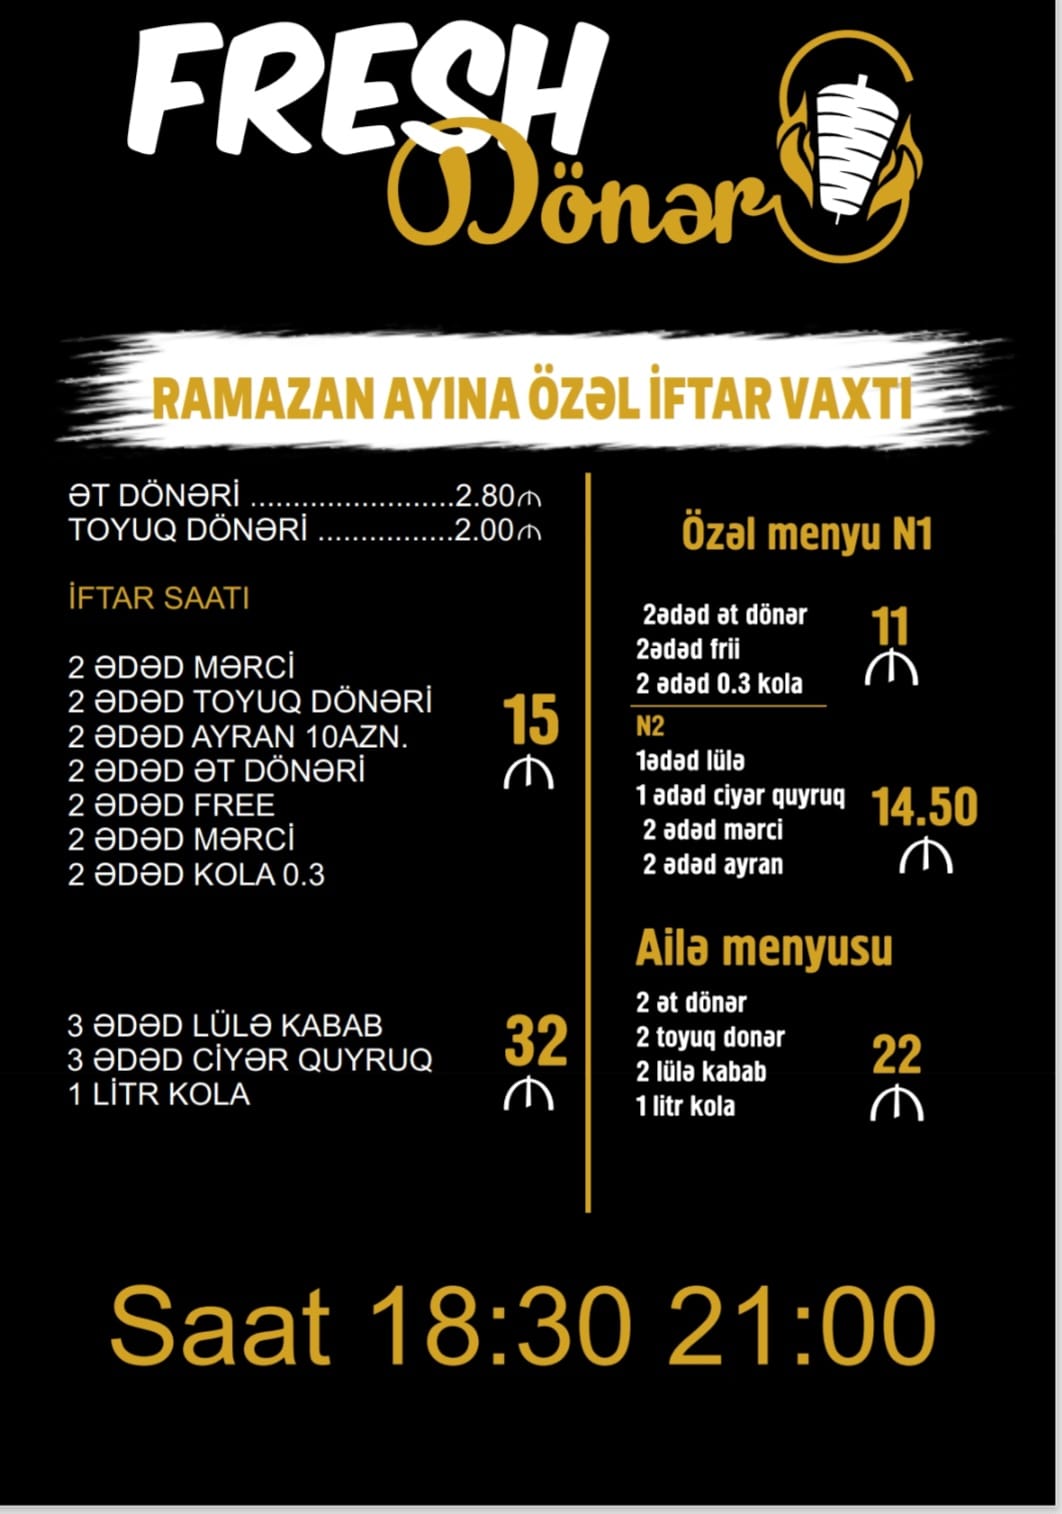 FRESH
Dönər
RAMAZAN AYINA ÖZƏL İFTAR VAXTI
ƏT DÖNƏRİ ........................2.80₼
TOYUQ DÖNƏRİ ................2.00₼
İFTAR SAATI
2 ƏDƏD MƏRCİ
2 ƏDƏD TOYUQ DÖNƏRİ
2 ƏDƏD AYRAN 10AZN.
2 ƏDƏD ƏT DÖNƏRİ
2 ƏDƏD FREE
2 ƏDƏD MƏRCİ
2 ƏDƏD KOLA 0.3
15
₼
3 ƏDƏD LÜLƏ KABAB
3 ƏDƏD CİYƏR QUYRUQ
1 LİTR KOLA
32
₼
Özəl menyu N1
2ədəd ət dönər
2ədəd frii
2 ədəd 0.3 kola
11
₼
N2
1ədəd lülə
1 ədəd ciyər quyruq
2 ədəd mərci
2 ədəd ayran
14.50
₼
Ailə menyusu
2 ət dönər
2 toyuq donər
2 lülə kabab
1 litr kola
22
₼
Saat 18:30 21:00